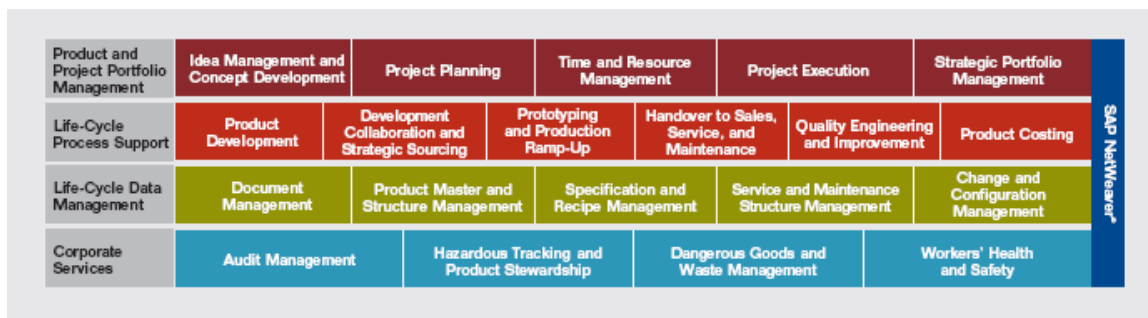 Product and
Project Portfolio
Management
Idea Management and
Concept Development
Project Planning
Time and Resource
Management
Project Execution
Strategic Portfolio
Management
Life-Cycle
Process Support
Product
Development
Development
Collaboration and
Strategic Sourcing
Prototyping
and Production
Ramp-Up
Handover to Sales,
Service, and
Maintenance
Quality Engineering
and Improvement
Product Costing
Life-Cycle Data
Management
Document
Management
Product Master and
Structure Management
Specification and
Recipe Management
Service and Maintenance
Structure Management
Change and
Configuration
Management
Corporate
Services
Audit Management
Hazardous Tracking and
Product Stewardship
Dangerous Goods and
Waste Management
Workers' Health
and Safety
SAP NetWeaver®